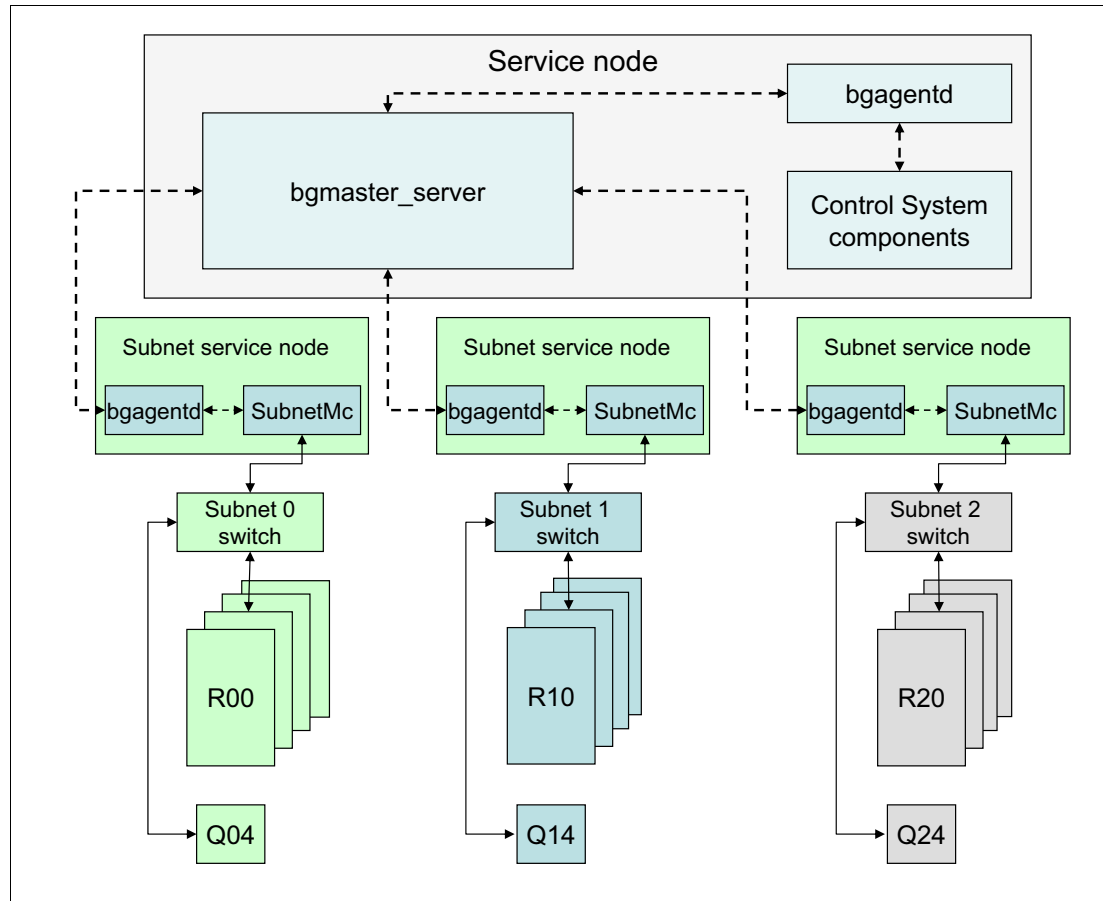 Service node
bgagentd
bgmaster_server
Control System
components
Subnet service node
bgagentd
SubnetMc
Subnet service node
bgagentd
SubnetMc
Subnet service node
bgagentd
SubnetMc
Subnet 0
switch
Subnet 1
switch
Subnet 2
switch
R00
R10
R20
Q04
Q14
Q24